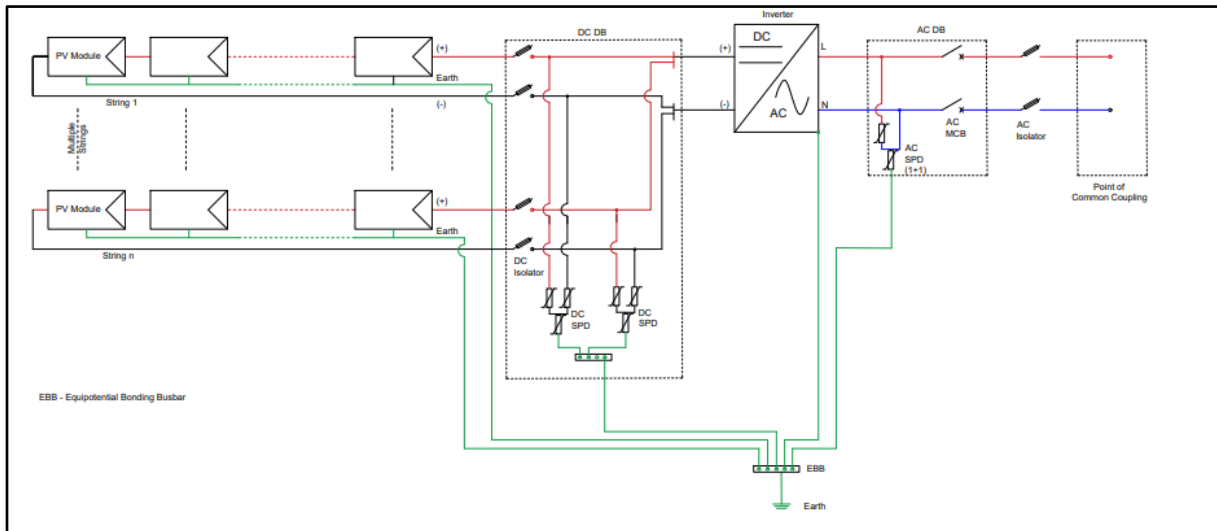 Inverter
DC DB
AC DB
PV Module
(+)
Earth
String 1
(-)
Multiple
Strings
(+)
(-)
DC
AC
L
N
AC
SPD
(1+1)
AC
MCB
AC
Isolator
Point of
Common Coupling
PV Module
(+)
Earth
String n
DC
Isolator
DC
SPD
DC
SPD
EBB - Equipotential Bonding Busbar
EBB
Earth